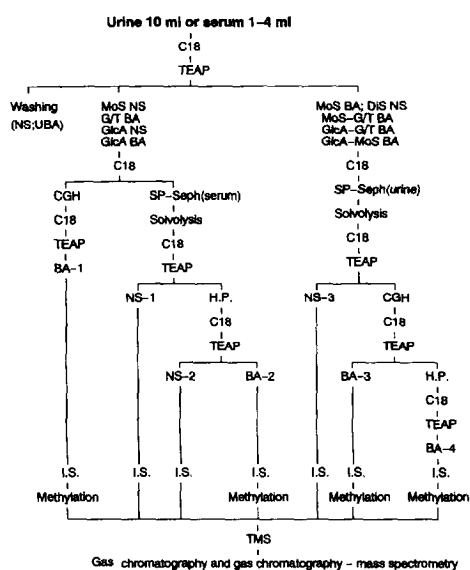 Urine 10 ml or serum 1–4 ml
C18
TEAP
Washing
(NS;UBA)
MoS NS
G/T BA
GlcA NS
GlcA BA
C18
MoS BA; DiS NS
MoS–G/T BA
GlcA–G/T BA
GlcA–MoS BA
C18
CGH
C18
TEAP
BA–1
SP–Seph(serum)
Solvolysis
C18
TEAP
SP–Seph(urine)
Solvolysis
C18
TEAP
NS–1
H.P.
C18
TEAP
NS–3
CGH
C18
TEAP
NS–2
BA–2
BA–3
H.P.
C18
TEAP
BA–4
I.S.
I.S.
I.S.
I.S.
I.S.
I.S.
I.S.
Methylation
Methylation
Methylation
Methylation
TMS
Gas chromatography and gas chromatography – mass spectrometry